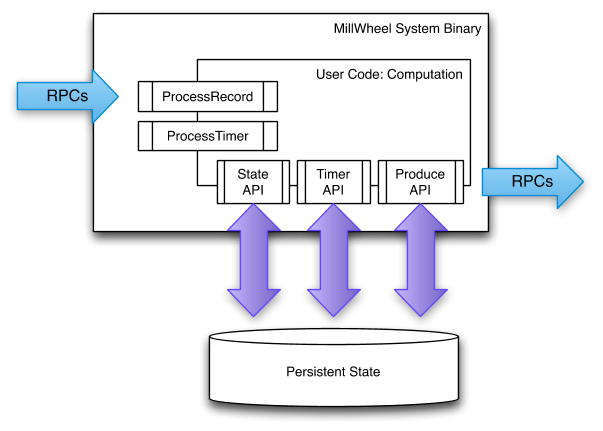 MillWheel System Binary
User Code: Computation
RPCs
ProcessRecord
ProcessTimer
State
API
Timer
API
Produce
API
RPCs
Persistent State